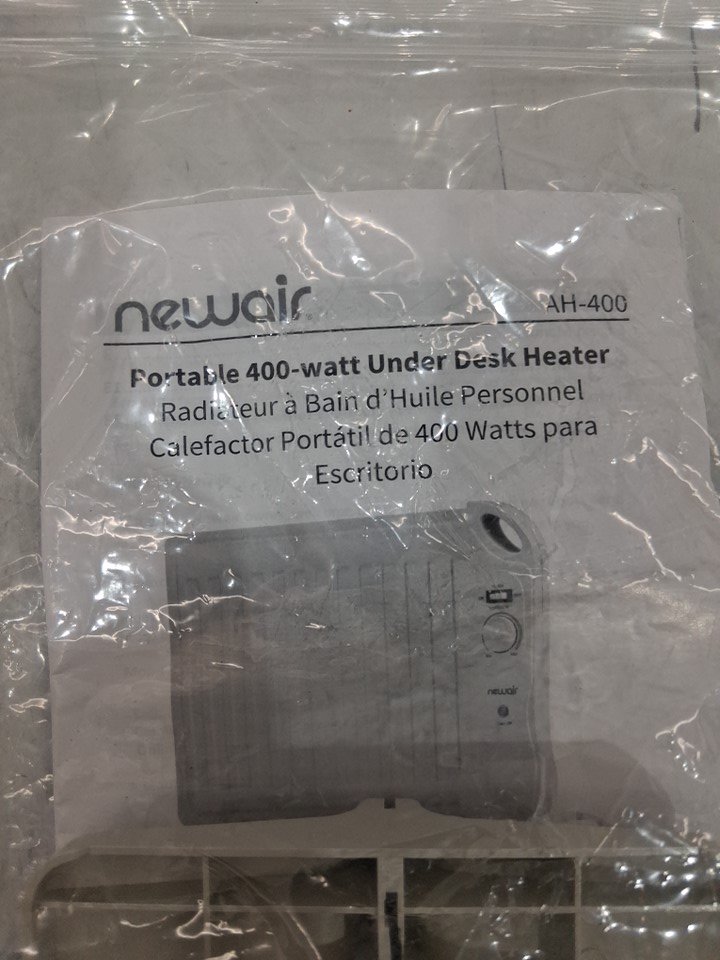 newair
AH-400
Portable 400-watt Under Desk Heater
Radiateur à Bain d'Huile Personnel
Calefactor Portátil de 400 Watts para
Escritorio
newair